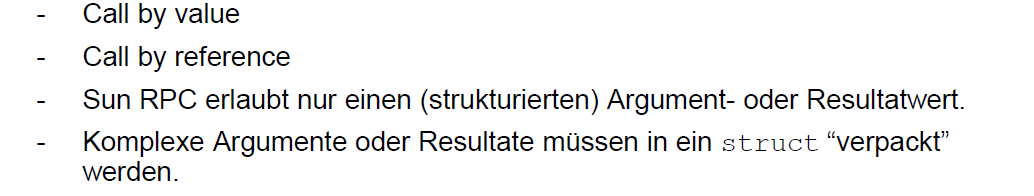 - Call by value
- Call by reference
- Sun RPC erlaubt nur einen (strukturierten) Argument- oder Resultatwert.
- Komplexe Argumente oder Resultate müssen in ein struct “verpackt”
werden.